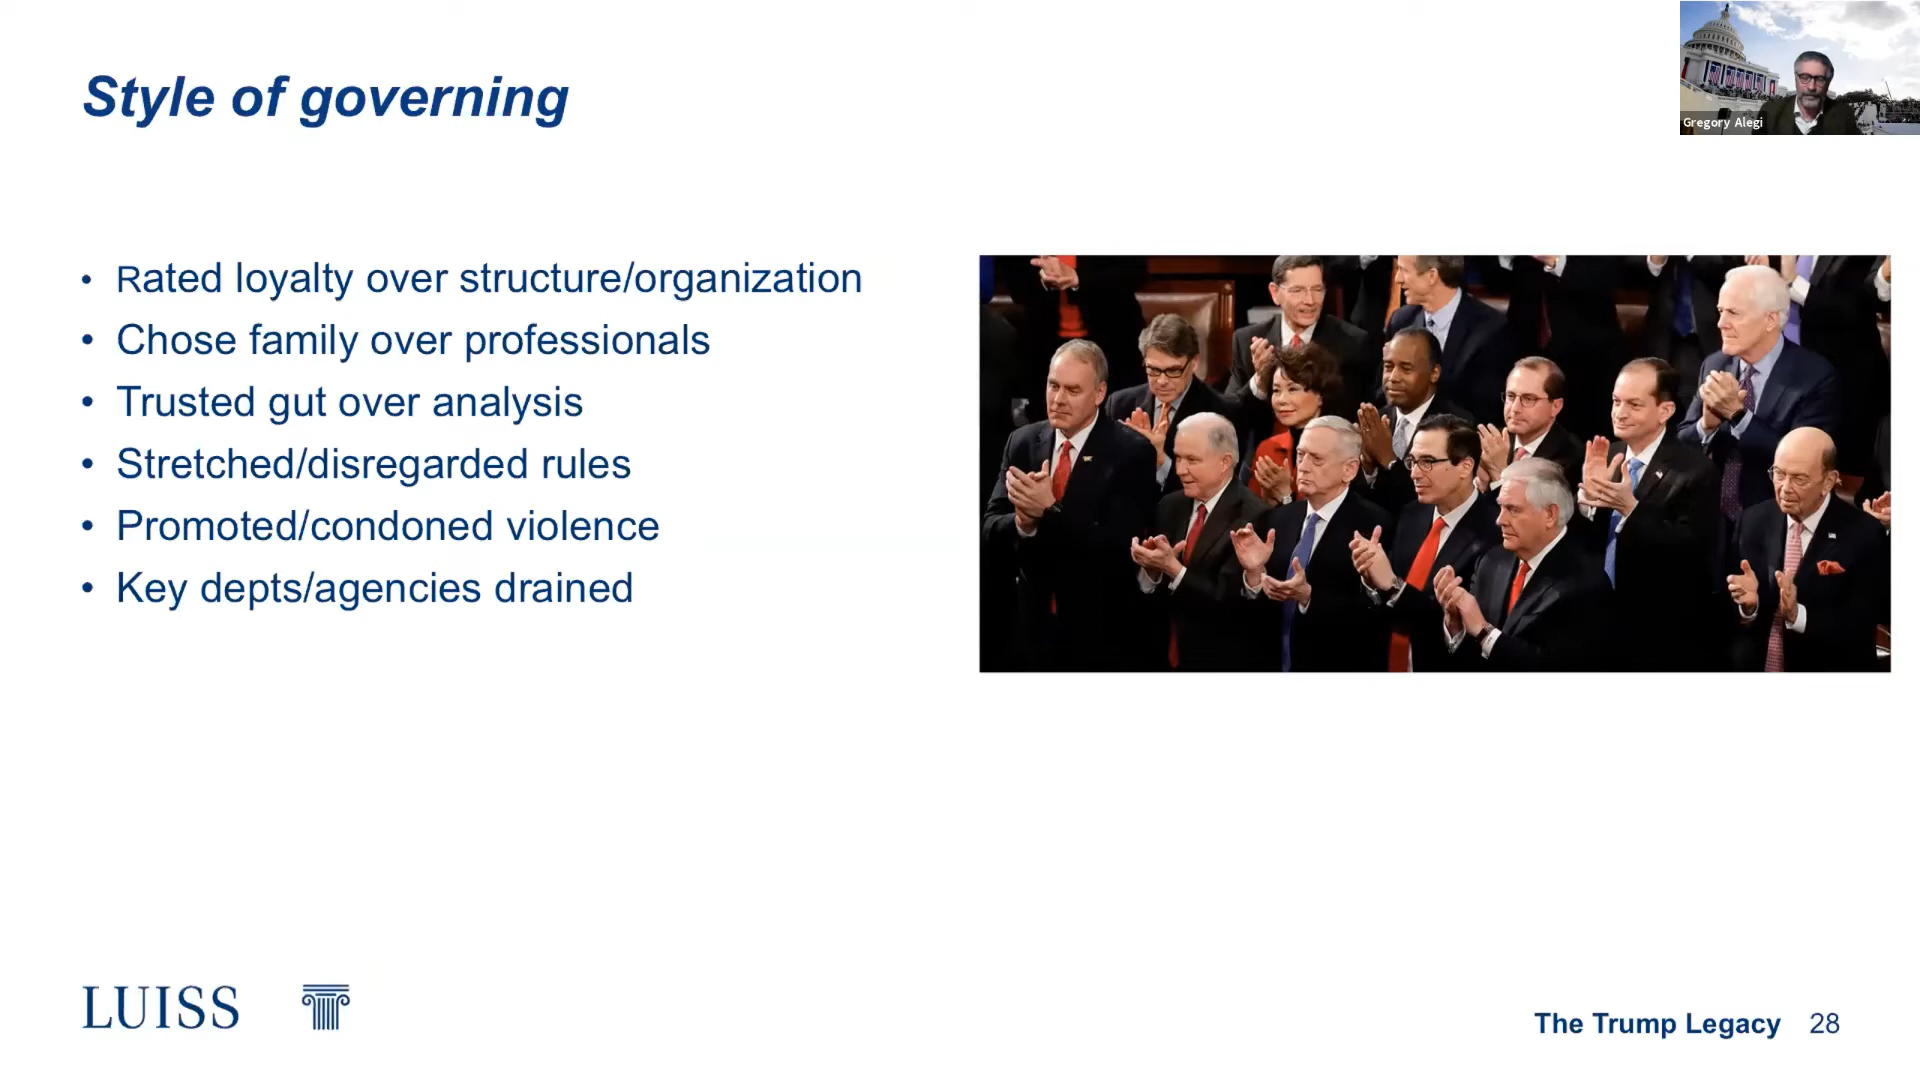 Style of governing
Gregory Alegi
• Rated loyalty over structure/organization
• Chose family over professionals
• Trusted gut over analysis
• Stretched/disregarded rules
• Promoted/condoned violence
• Key depts/agencies drained
LUISS
The Trump Legacy 28